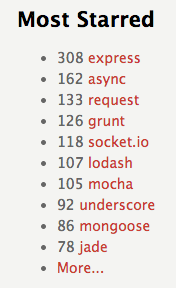 Most Starred
308 express
162 async
133 request
126 grunt
118 socket.io
107 lodash
105 mocha
92 underscore
86 mongoose
78 jade
More...